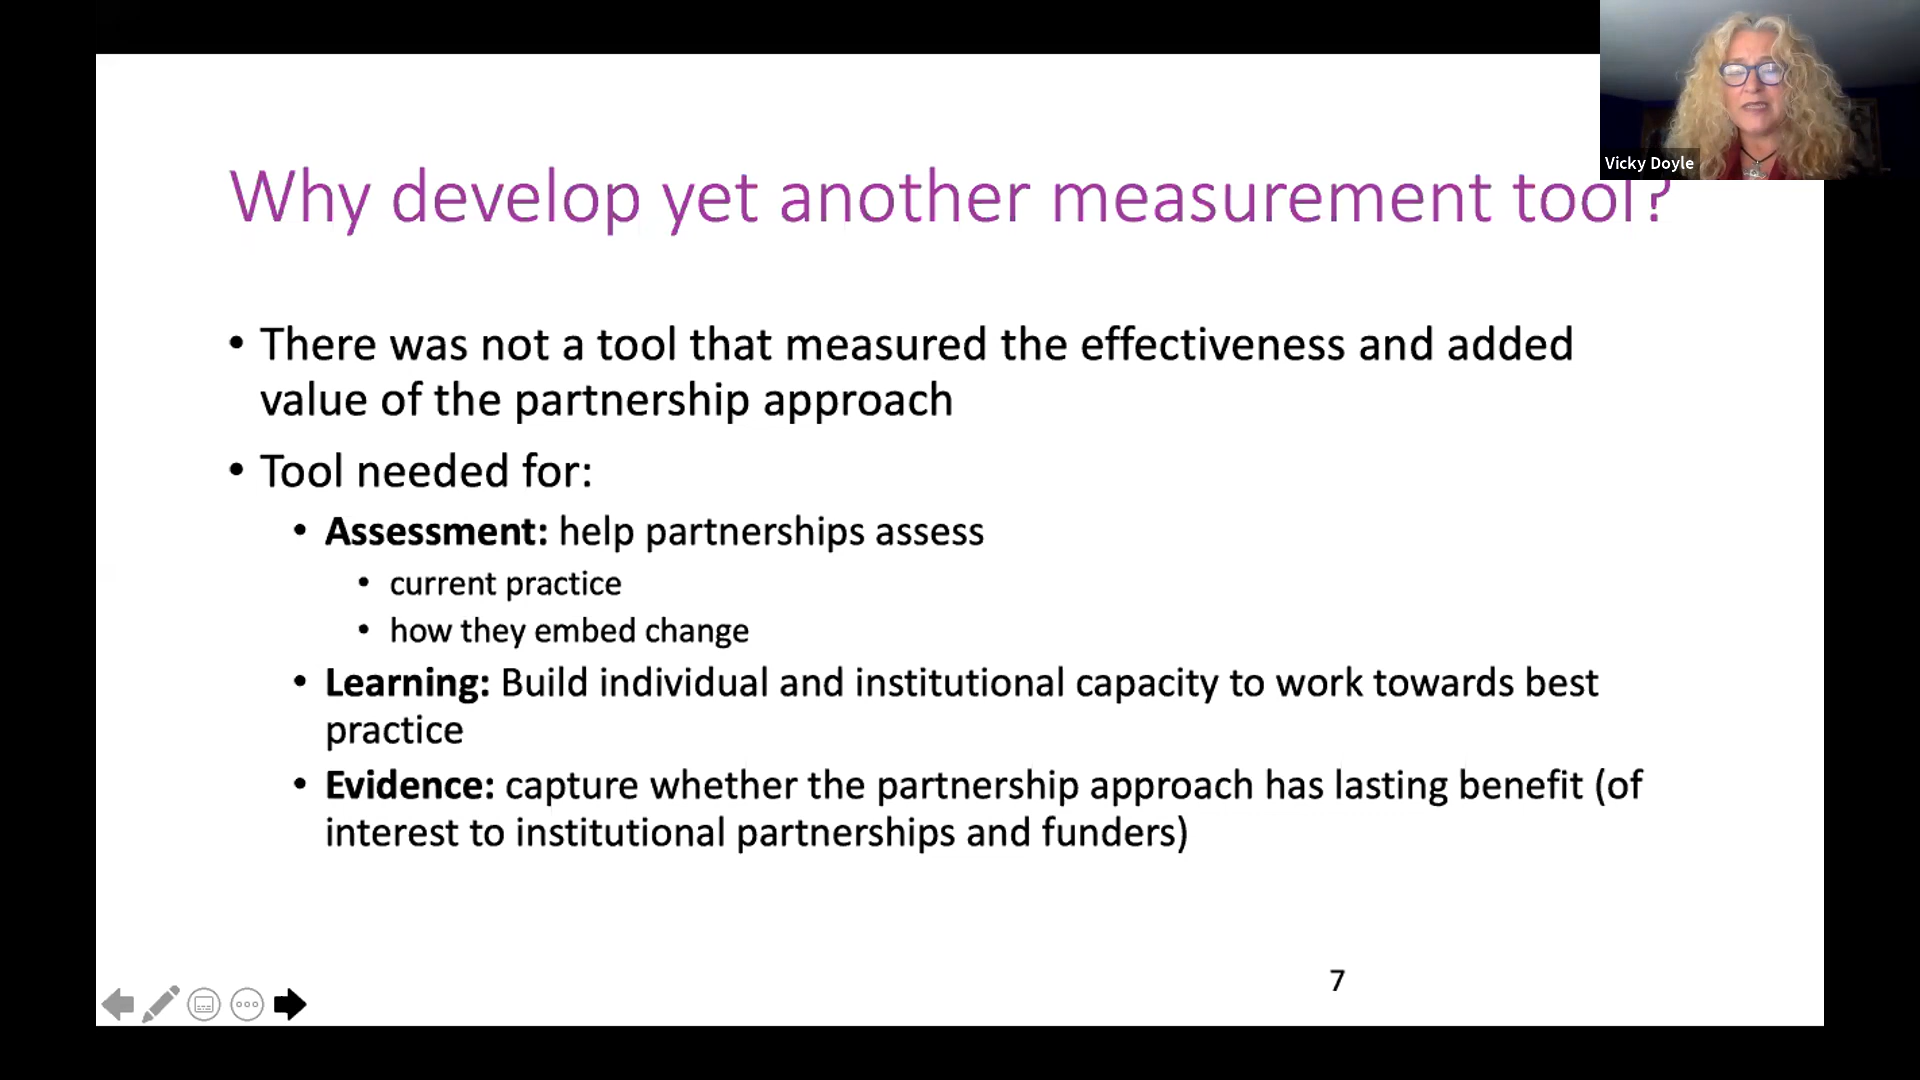 Vicky Doyle
Why develop yet another measurement tool?
• There was not a tool that measured the effectiveness and added
value of the partnership approach
• Tool needed for:
• Assessment: help partnerships assess
• current practice
• how they embed change
• Learning: Build individual and institutional capacity to work towards best
practice
• Evidence: capture whether the partnership approach has lasting benefit (of
interest to institutional partnerships and funders)
7